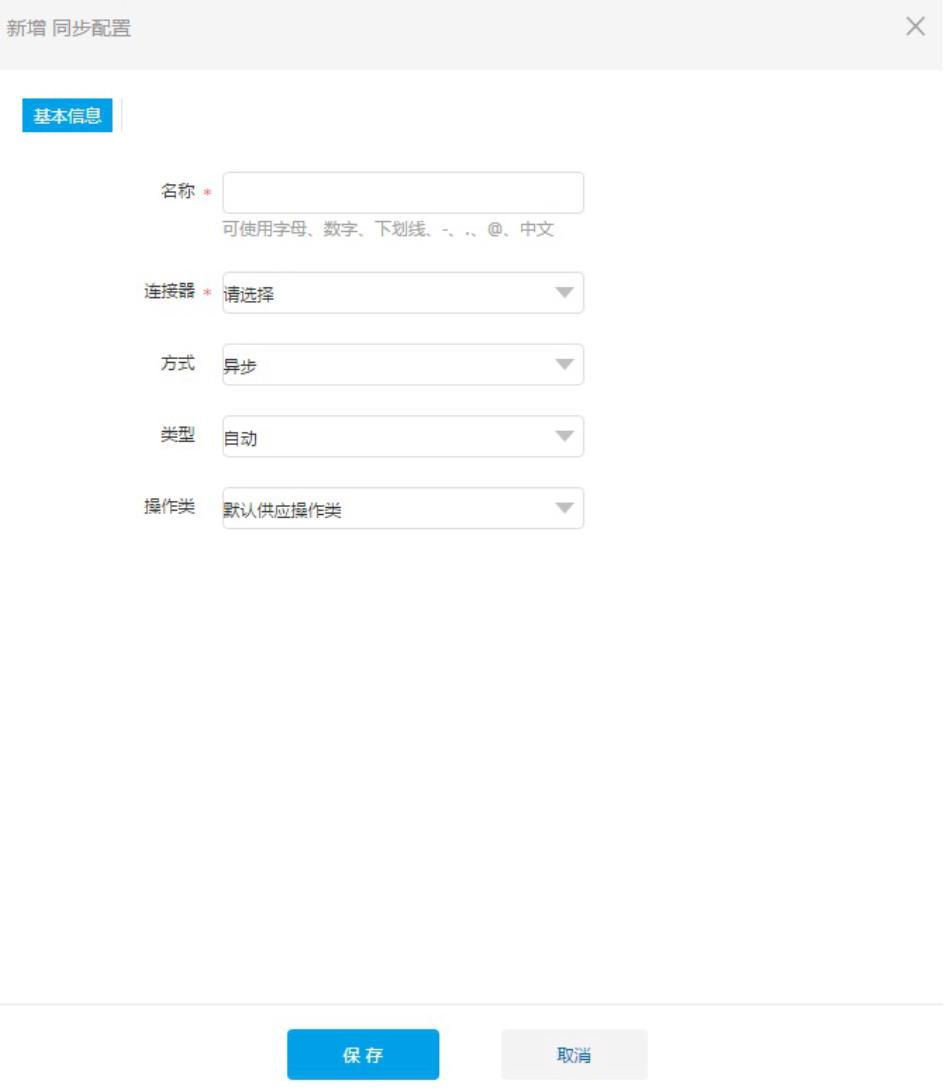 新增 同步配置
基本信息
名称 *
可使用字母、数字、下划线、-、.、@、中文
连接器 * 请选择
方式 异步
类型 自动
操作类 默认供应操作类
保存 取消